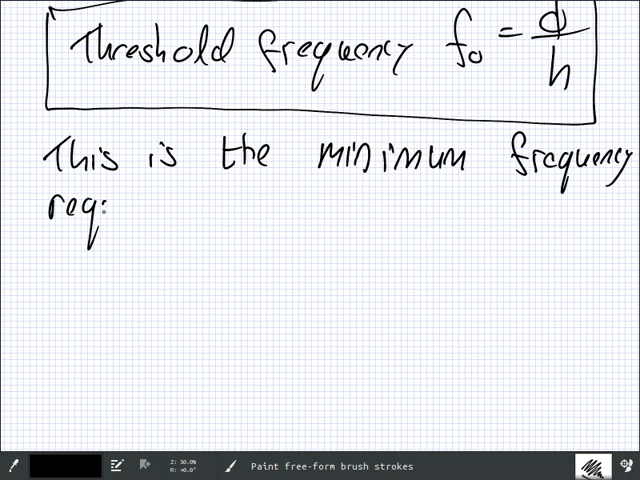 Threshold frequency f₀ = ϕ/h
This is the minimum frequency
req:
Z: 50.0%
R: +0.0°
Paint free-form brush strokes